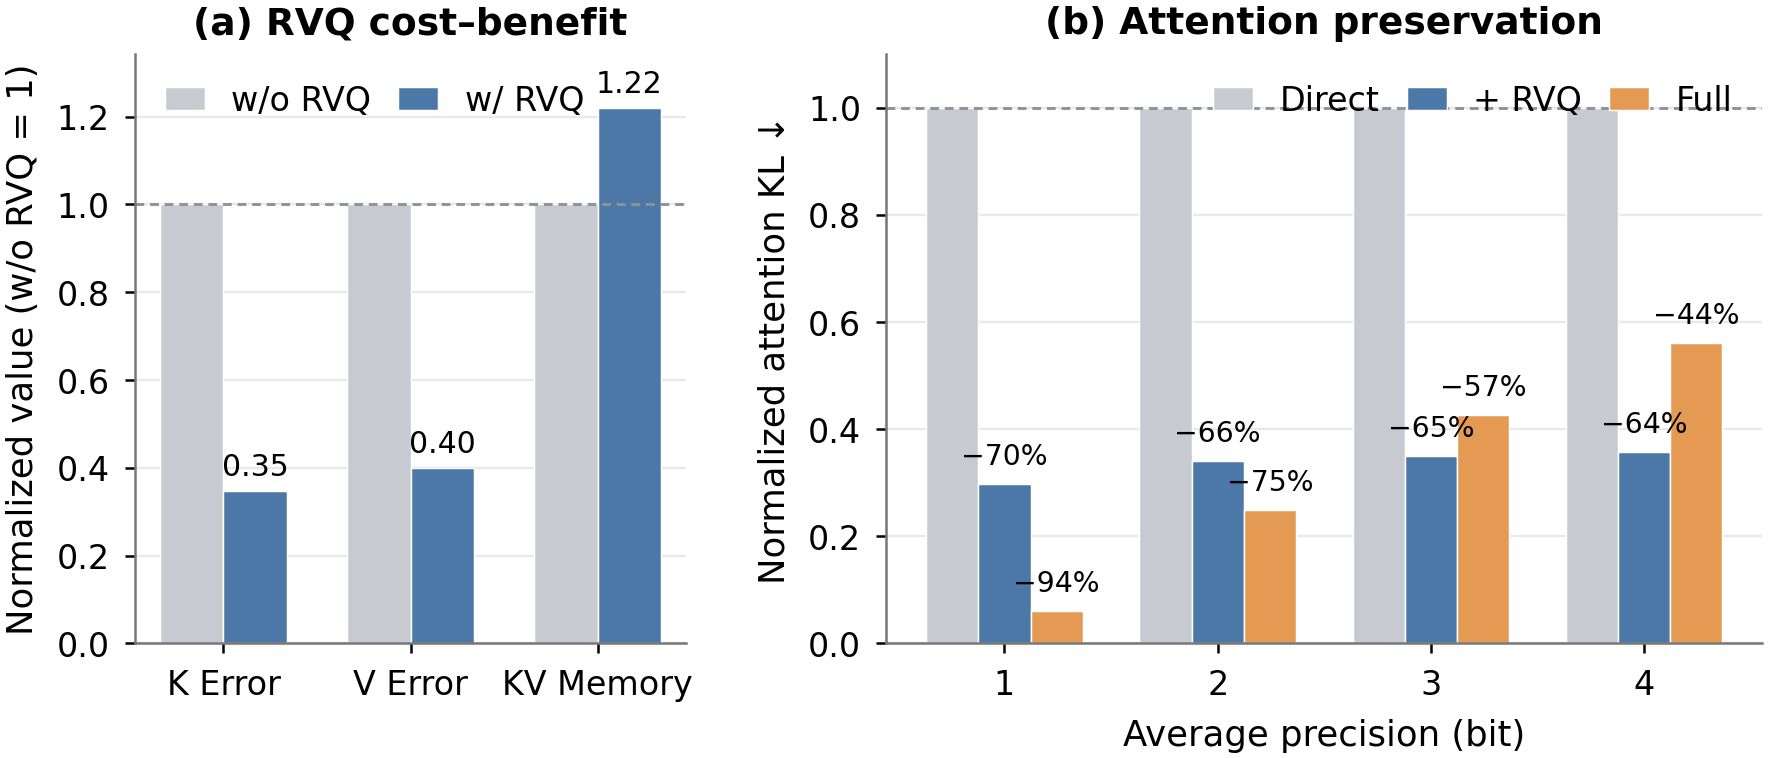 (a) RVQ cost–benefit
Normalized value (w/o RVQ = 1)
w/o RVQ
w/ RVQ
1.22
1.2
1.0
0.8
0.6
0.4
0.2
0.0
0.35
0.40
K Error
V Error
KV Memory
(b) Attention preservation
Normalized attention KL ↓
Direct
+ RVQ
Full
1.0
0.8
0.6
0.4
0.2
0.0
−70%
−94%
−66%
−75%
−65%
−57%
−64%
−44%
1
2
3
4
Average precision (bit)